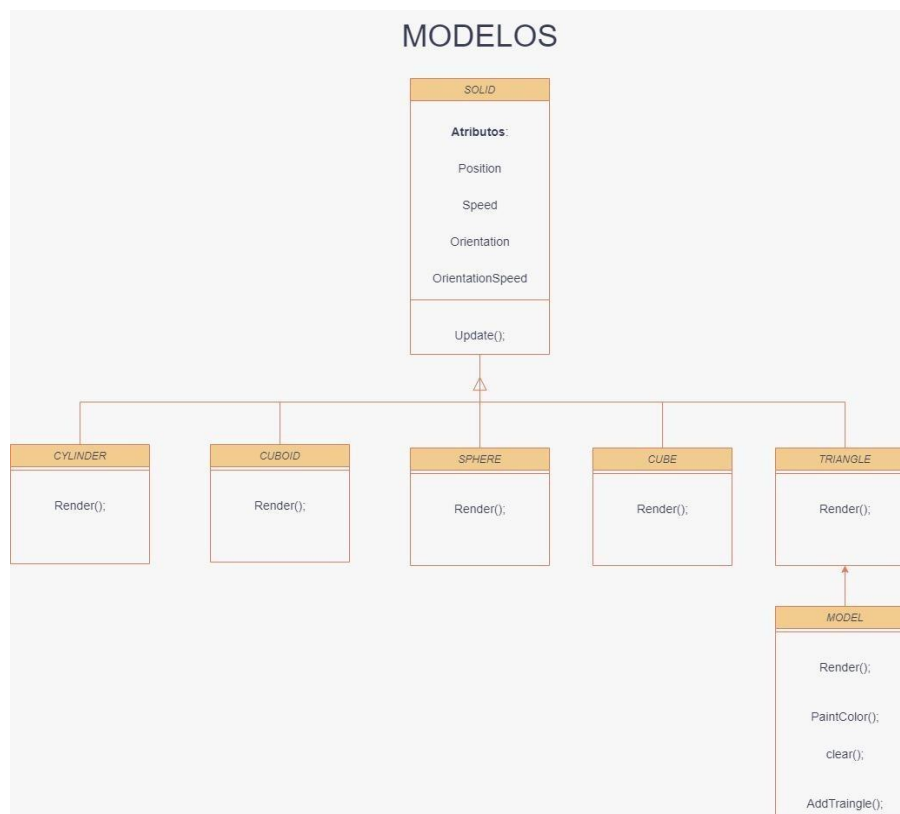 MODELOS
SOLID
Atributos:
Position
Speed
Orientation
OrientationSpeed
Update();
CYLINDER
Render();
CUBOID
Render();
SPHERE
Render();
CUBE
Render();
TRIANGLE
Render();
MODEL
Render();
PaintColor();
clear();
AddTraingle();